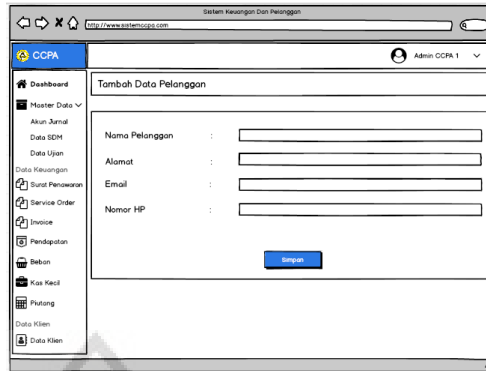 Sistem Keuangan Dan Pelanggan
http://www.sistemccpa.com
CCPA
Admin CCPA 1
Dashboard
Master Data
Akun Jurnal
Data SDM
Data Ujian
Data Keuangan
Surat Penawaran
Service Order
Invoice
Pendapatan
Beban
Kas Kecil
Piutang
Data Klien
Data Klien
Tambah Data Pelanggan
Nama Pelanggan :
Alamat :
Email :
Nomor HP :
Simpan